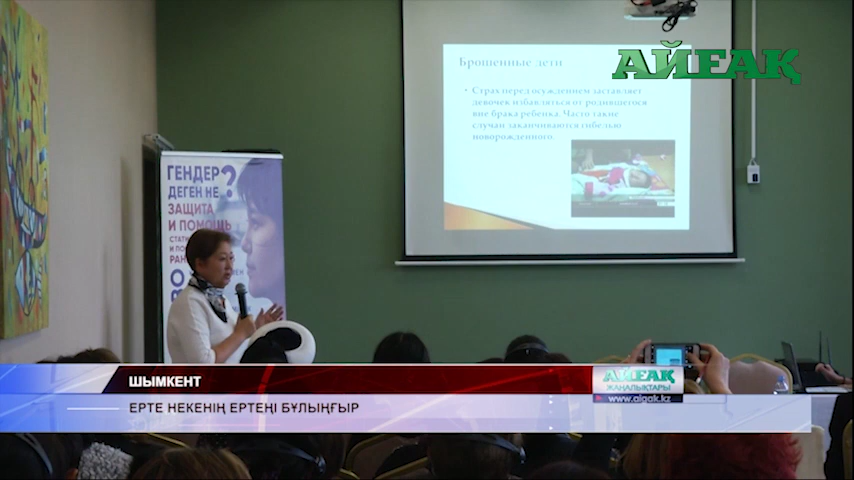 АЙҒАҚ
Брошенные дети
• Страх перед осуждением заставляет
девочек избавляться от родившегося
вне брака ребенка. Часто такие
случаи заканчиваются гибелью
новорожденного.
ГЕНДЕР
ДЕГЕН НЕ ?
ЗАЩИТА
И ПОМОЩЬ
ШЫМКЕНТ
ЕРТЕ НЕКЕНІҢ ЕРТЕҢІ БҰЛЫҢҒЫР
АЙҒАҚ
ЖАҢАЛЫҚТАРЫ
www.aigak.kz